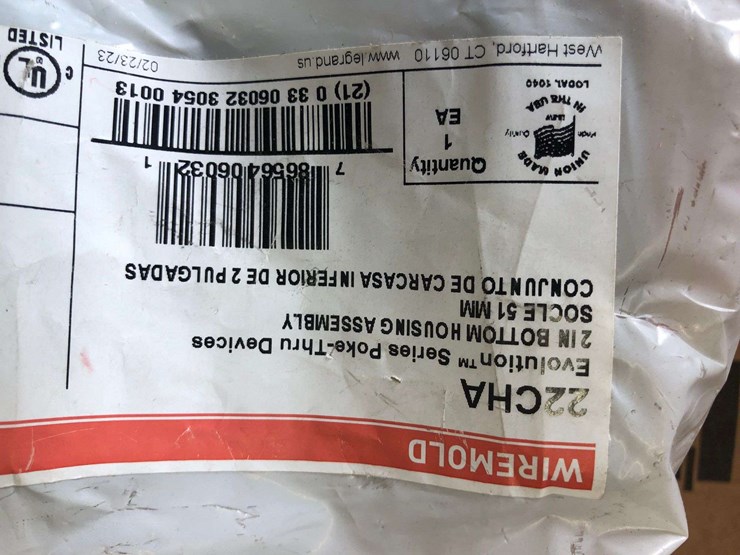 WIREMOLD
22CHA
Evolution™ Series Poke-Thru Devices
2 IN BOTTOM HOUSING ASSEMBLY
SOCLE 51 MM
CONJUNTO DE CARCASA INFERIOR DE 2 PULGADAS
7 86564 06032 1
(21) 0 33 06032 3054 0013
Quantity
1
EA
UNION MADE
IBEW
IN THE USA
LOCAL 1040
West Hartford, CT 06110 www.legrand.us
02/23/23
C UL
LISTED